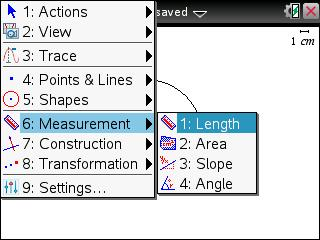 saved
1 cm
1: Actions
2: View
3: Trace
4: Points & Lines
5: Shapes
6: Measurement
7: Construction
8: Transformation
9: Settings...
1: Length
2: Area
3: Slope
4: Angle